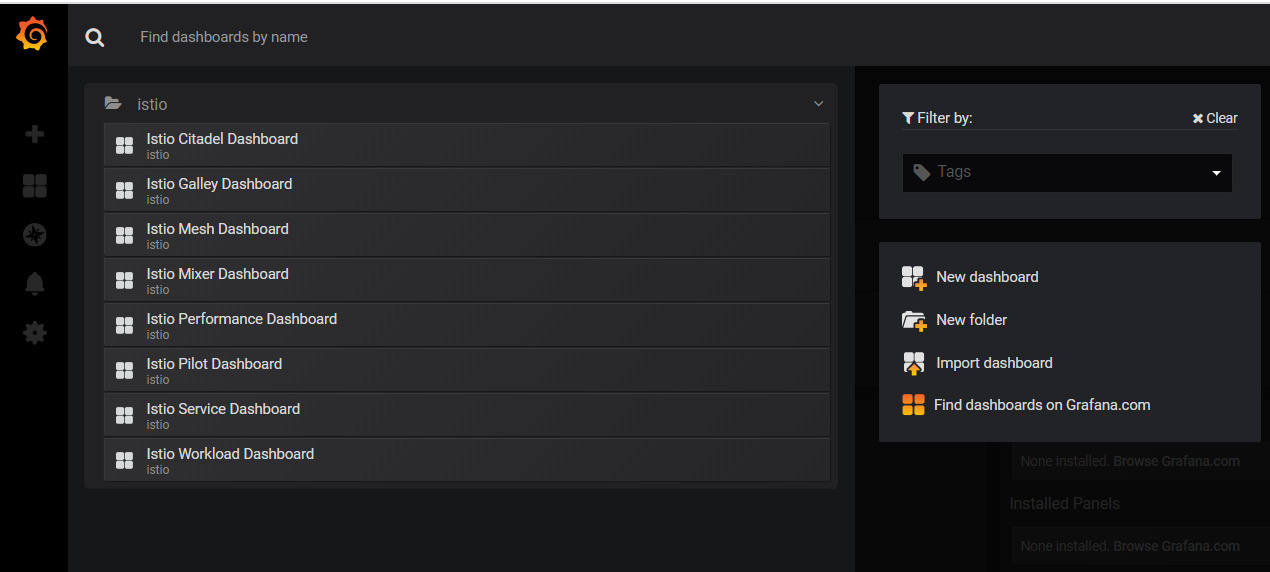 Find dashboards by name
istio
Istio Citadel Dashboard
istio
Istio Galley Dashboard
istio
Istio Mesh Dashboard
istio
Istio Mixer Dashboard
istio
Istio Performance Dashboard
istio
Istio Pilot Dashboard
istio
Istio Service Dashboard
istio
Istio Workload Dashboard
istio
Filter by:
Clear
Tags
New dashboard
New folder
Import dashboard
Find dashboards on Grafana.com
None installed. Browse Grafana.com
Installed Panels
None installed. Browse Grafana.com